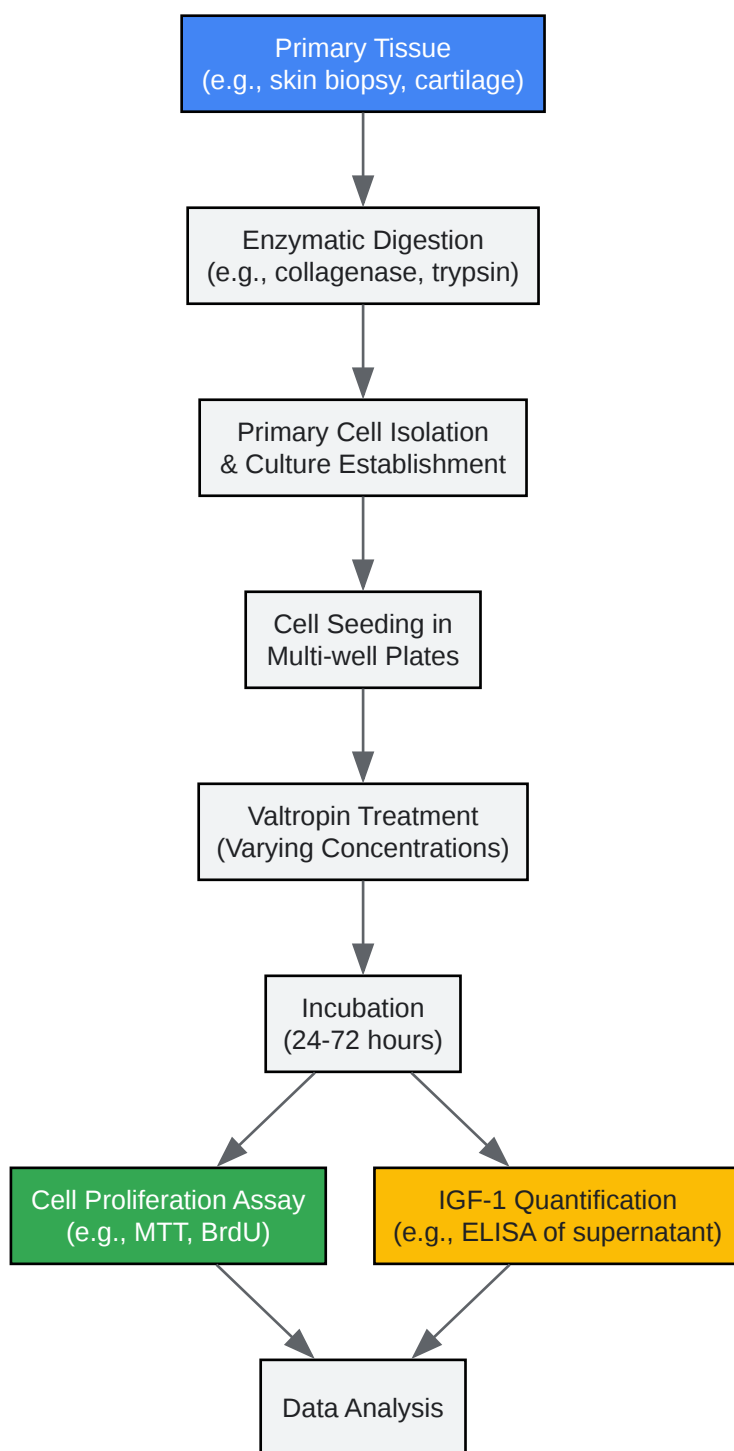 Primary Tissue
(e.g., skin biopsy, cartilage)
Enzymatic Digestion
(e.g., collagenase, trypsin)
Primary Cell Isolation
& Culture Establishment
Cell Seeding in
Multi-well Plates
Valtropin Treatment
(Varying Concentrations)
Incubation
(24-72 hours)
Cell Proliferation Assay
(e.g., MTT, BrdU)
IGF-1 Quantification
(e.g., ELISA of supernatant)
Data Analysis